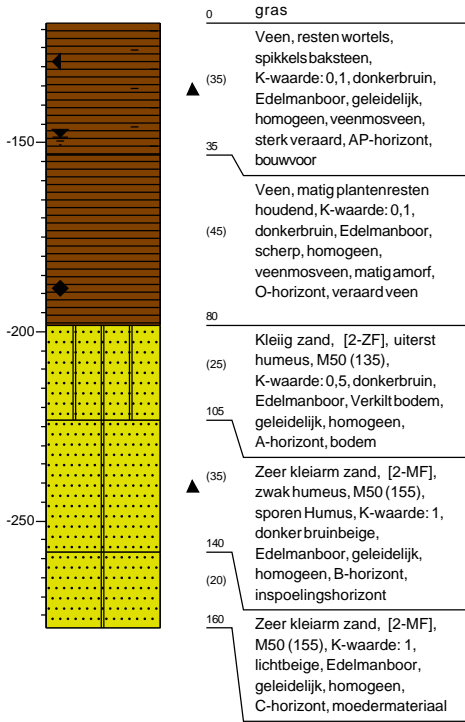 0 gras
Veen, resten wortels,
spikkels baksteen,
(35) K-waarde: 0,1, donkerbruin,
Edelmanboor, geleidelijk,
homogeen, veenmosveen,
sterk veraard, AP-horizont,
-150
35 bouwvoor
Veen, matig plantenresten
houdend, K-waarde: 0,1,
(45) donkerbruin, Edelmanboor,
scherp, homogeen,
veenmosveen, matig amorf,
O-horizont, veraard veen
80
-200
Kleiig zand, [2-ZF], uiterst
(25) humeus, M50 (135),
K-waarde: 0,5, donkerbruin,
Edelmanboor, Verkilt bodem,
105 geleidelijk, homogeen,
A-horizont, bodem
(35) Zeer kleiarm zand, [2-MF],
zwak humeus, M50 (155),
sporen Humus, K-waarde: 1,
-250
donker bruinbeige,
140 Edelmanboor, geleidelijk,
(20) homogeen, B-horizont,
inspoelingshorizont
160 Zeer kleiarm zand, [2-MF],
M50 (155), K-waarde: 1,
lichtbeige, Edelmanboor,
geleidelijk, homogeen,
C-horizont, moedermateriaal